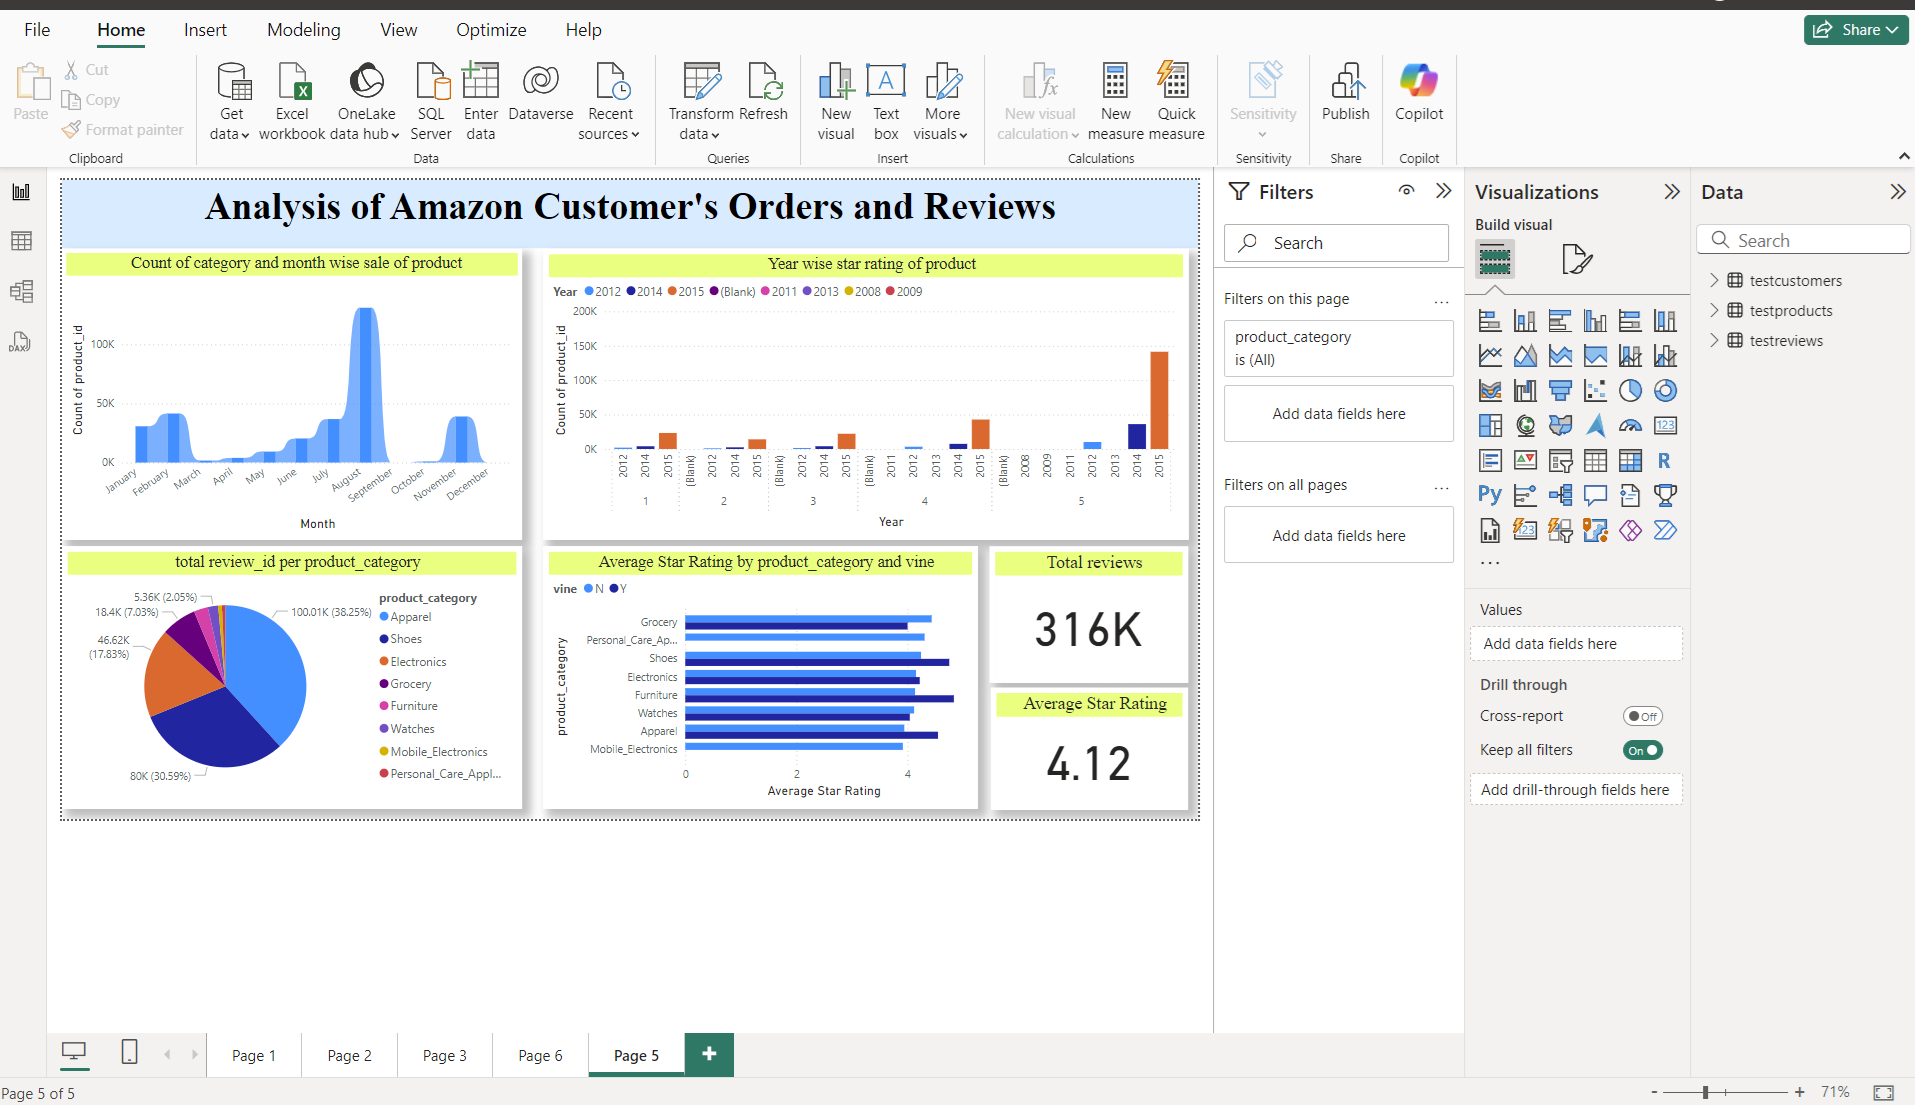 File Home Insert Modeling View Optimize Help Share
Paste Cut
Copy
Format painter
Get data
Excel workbook
OneLake data hub
SQL Server
Enter data
Dataverse
Recent sources
Transform data
Refresh
New visual
Text box
More visuals
New visual calculation
New measure
Quick measure
Sensitivity
Publish
Copilot
Clipboard Data Queries Insert Calculations Sensitivity Share Copilot
Analysis of Amazon Customer's Orders and Reviews
Count of category and month wise sale of product
Count of product_id
100K
50K
0K
January February March April May June July August September October November December
Month
Year wise star rating of product
Year 2012 2014 2015 (Blank) 2011 2013 2008 2009
Count of product_id
200K
150K
100K
50K
0K
2012 2014 2015 (Blank) 2012 2014 2015 (Blank) 2012 2014 2015 (Blank) 2011 2012 2013 2014 2015 (Blank) 2008 2009 2011 2012 2013 2014 2015
1 2 3 4 5
Year
total review_id per product_category
5.36K (2.05%)
18.4K (7.03%)
46.62K (17.83%)
80K (30.59%)
100.01K (38.25%)
product_category
Apparel
Shoes
Electronics
Grocery
Furniture
Watches
Mobile_Electronics
Personal_Care_Appl...
Average Star Rating by product_category and vine
vine N Y
product_category
Grocery
Personal_Care_Ap...
Shoes
Electronics
Furniture
Watches
Apparel
Mobile_Electronics
0 2 4
Average Star Rating
Total reviews
316K
Average Star Rating
4.12
Filters
Search
Filters on this page ...
product_category
is (All)
Add data fields here
Filters on all pages ...
Add data fields here
Visualizations
Build visual
123
R
Py
123
...
Values
Add data fields here
Drill through
Cross-report Off
Keep all filters On
Add drill-through fields here
Data
Search
testcustomers
testproducts
testreviews
DAX
A
X
fx
Page 1 Page 2 Page 3 Page 6 Page 5 +
Page 5 of 5
- + 71%